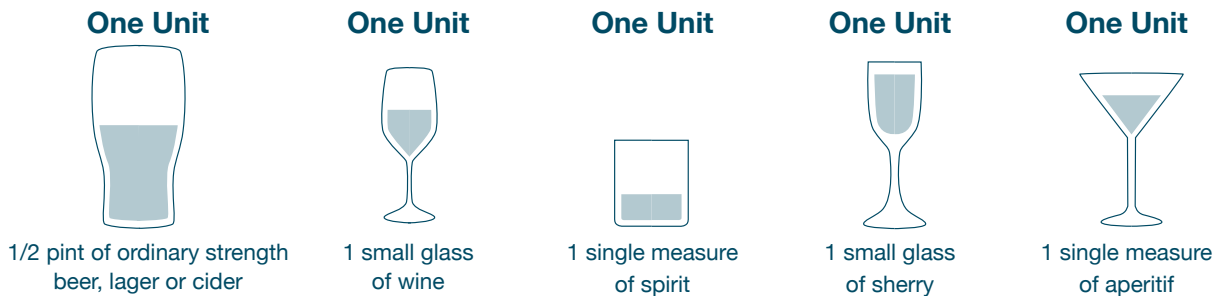 One Unit
One Unit
One Unit
One Unit
One Unit
1/2 pint of ordinary strength
beer, lager or cider
1 small glass
of wine
1 single measure
of spirit
1 small glass
of sherry
1 single measure
of aperitif